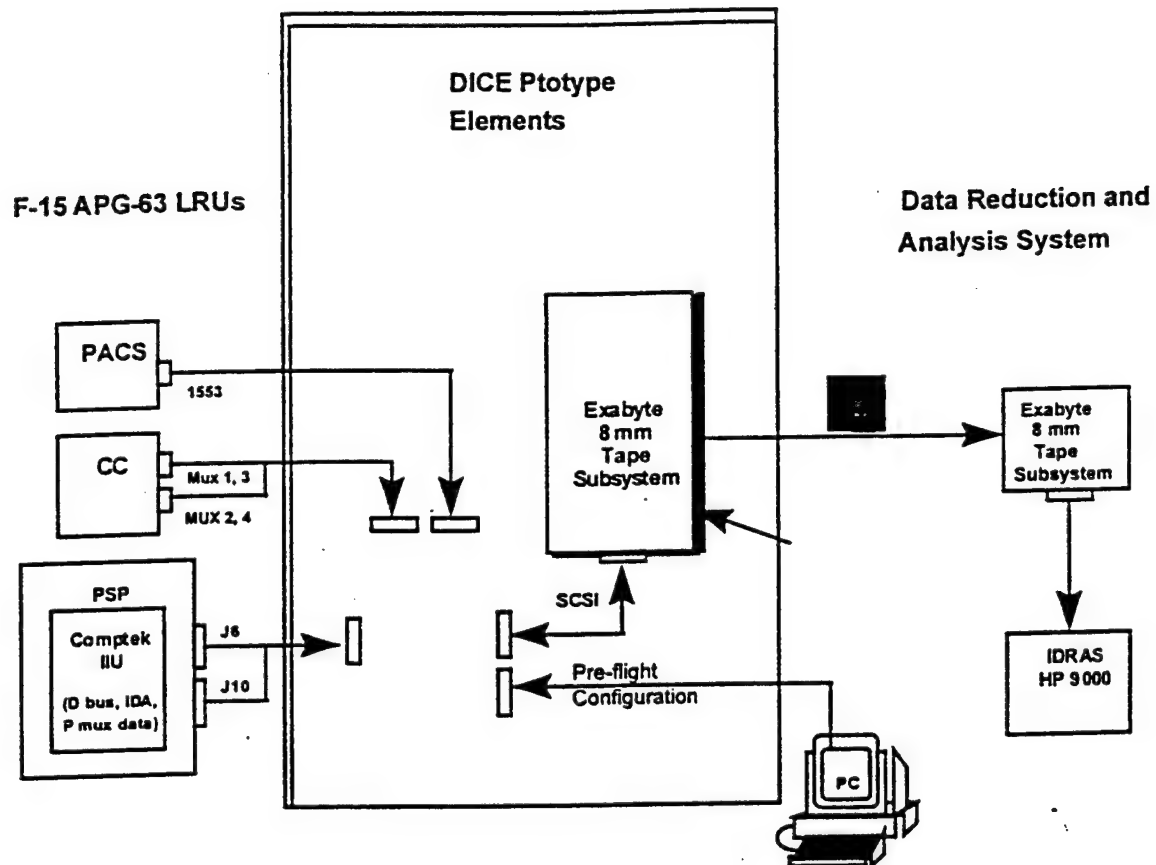 DICE Ptotype
Elements
F-15 APG-63 LRUs
Data Reduction and
Analysis System
PACS
1553
CC
Mux 1, 3
MUX 2, 4
PSP
Comptek
IIU
(D bus, IDA,
P mux data)
J6
J10
Exabyte
8 mm
Tape
Subsystem
SCSI
Pre-flight
Configuration
PC
Exabyte
8 mm
Tape
Subsystem
IDRAS
HP 9000